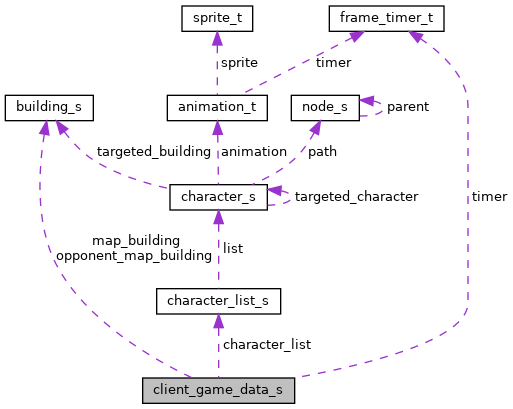 sprite_t
frame_timer_t
sprite
timer
building_s
animation_t
node_s
parent
targeted_building
animation
path
character_s
targeted_character
timer
map_building
opponent_map_building
list
character_list_s
character_list
client_game_data_s